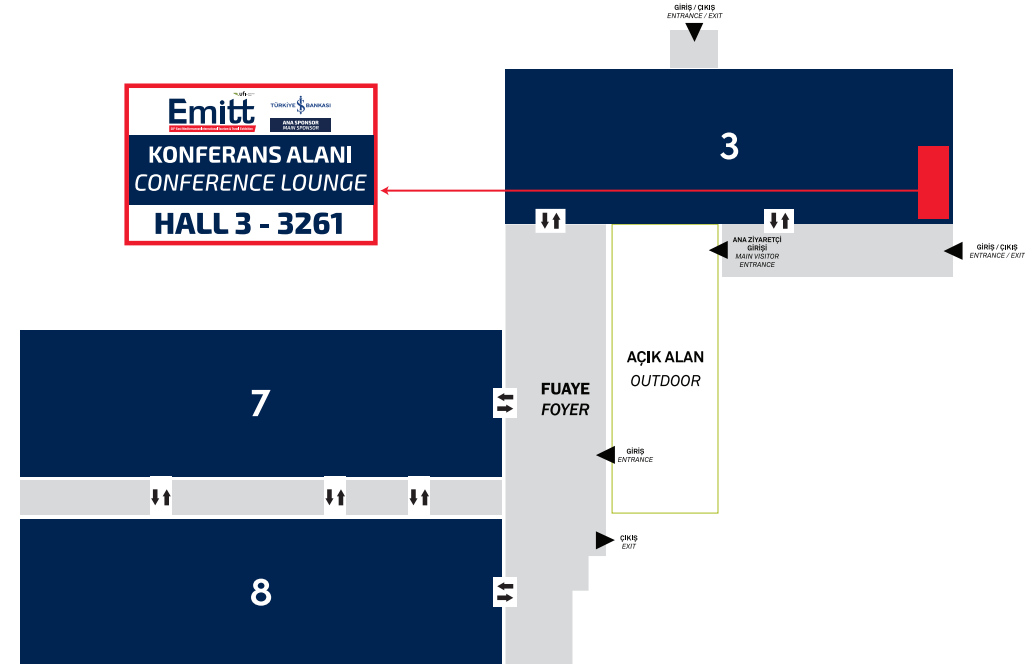 GİRİŞ / ÇIKIŞ
ENTRANCE / EXIT
ufi
Emitt
TÜRKİYE İŞ BANKASI
ANA SPONSOR
MAIN SPONSOR
KONFERANS ALANI
CONFERENCE LOUNGE
HALL 3 - 3261
3
ANA ZİYARETÇİ
GİRİŞİ
MAIN VISITOR
ENTRANCE
GİRİŞ / ÇIKIŞ
ENTRANCE / EXIT
AÇIK ALAN
OUTDOOR
FUAYE
FOYER
7
GİRİŞ
ENTRANCE
ÇIKIŞ
EXIT
8